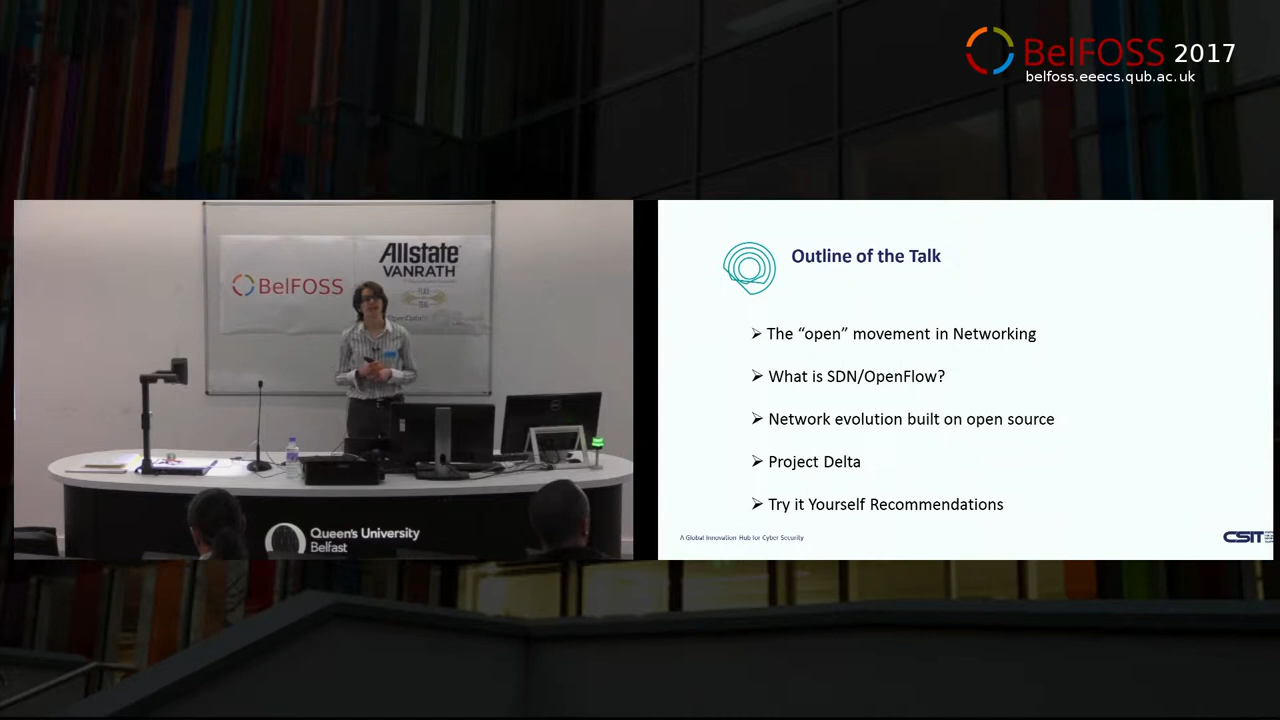 BelFOSS 2017
belfoss.eeecs.qub.ac.uk
BelFOSS
Allstate
VANRATH
Queen's University
Belfast
Outline of the Talk
➢ The “open” movement in Networking
➢ What is SDN/OpenFlow?
➢ Network evolution built on open source
➢ Project Delta
➢ Try it Yourself Recommendations
A Global Innovation Hub for Cyber Security
CSIT